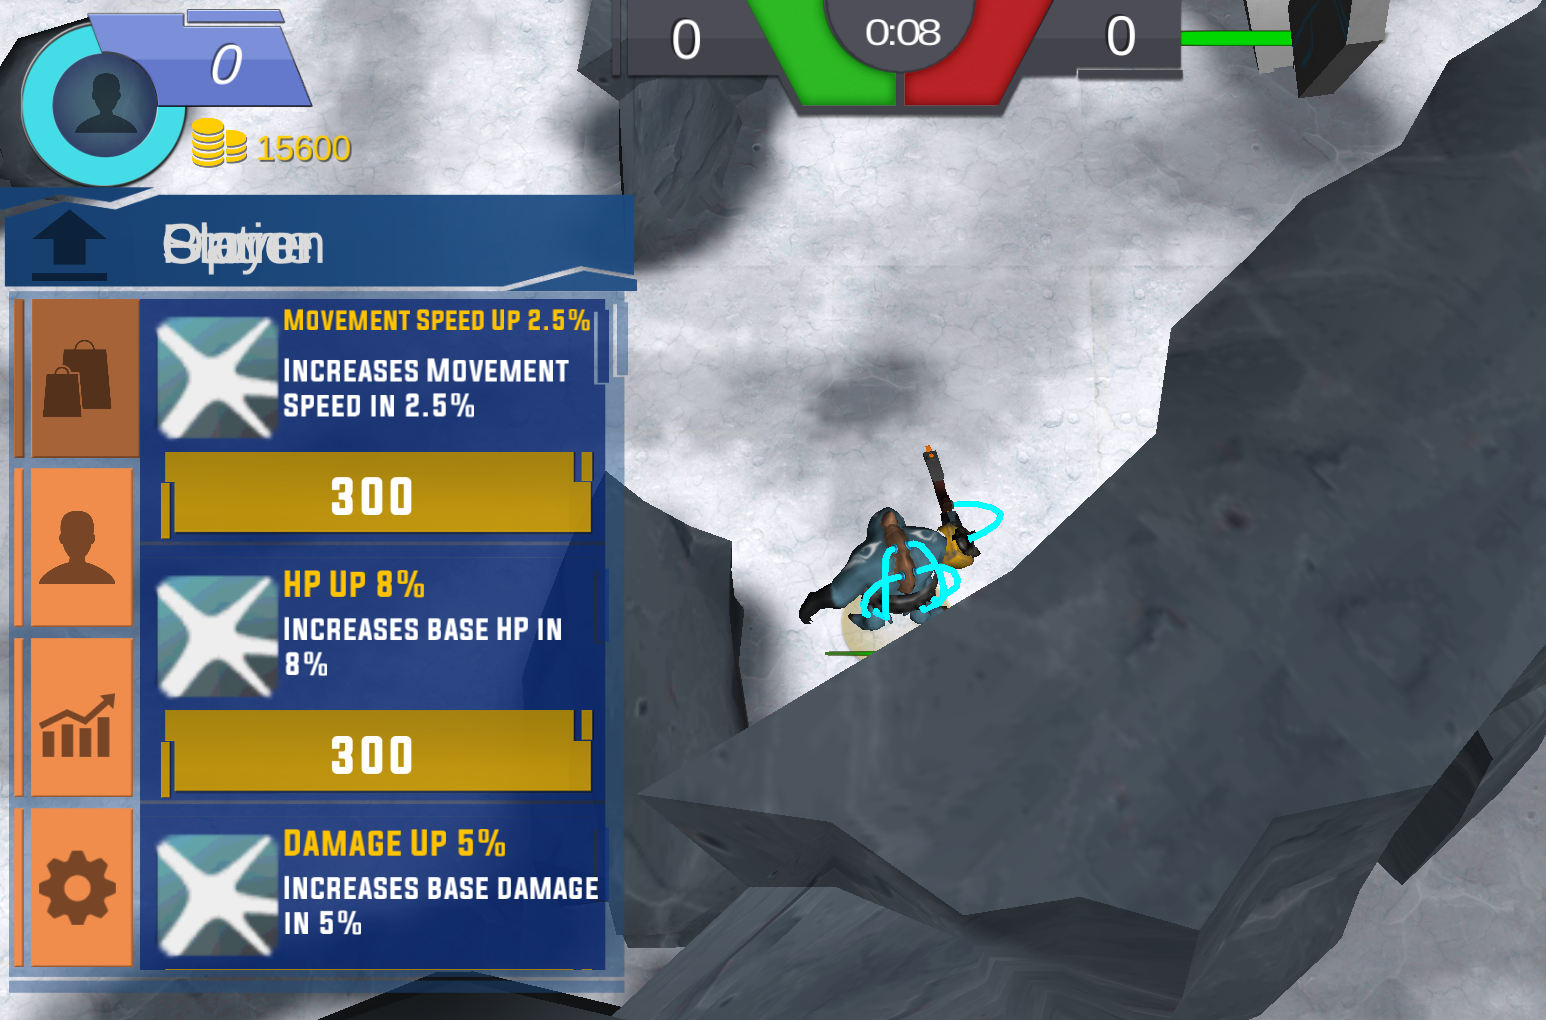 0
15600
0
0:08
0
MOVEMENT SPEED UP 2.5%
INCREASES MOVEMENT
SPEED IN 2.5%
300
HP UP 8%
INCREASES BASE HP IN
8%
300
DAMAGE UP 5%
INCREASES BASE DAMAGE
IN 5%